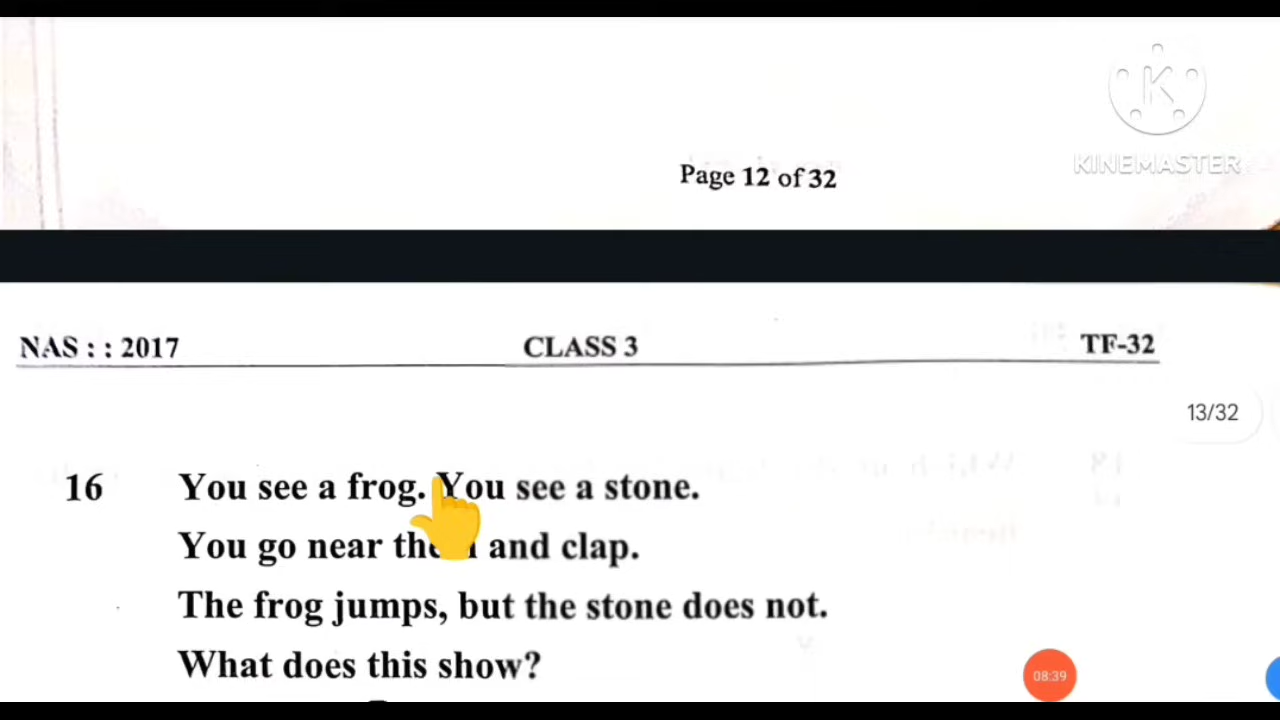 KINEMASTER
Page 12 of 32
NAS : : 2017 CLASS 3 TF-32
13/32
16 You see a frog. You see a stone.
You go near them and clap.
The frog jumps, but the stone does not.
What does this show?
08:39